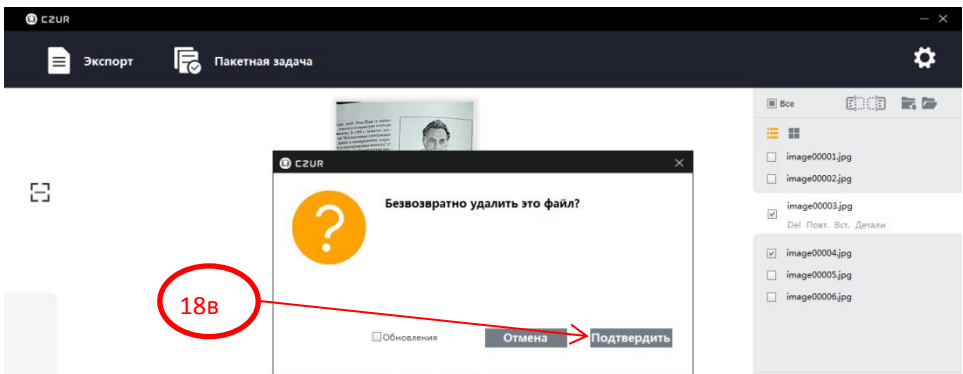 CZUR
Экспорт
Пакетная задача
Все
image00001.jpg
image00002.jpg
image00003.jpg
Del Повт. Вст. Детали
image00004.jpg
image00005.jpg
image00006.jpg
CZUR
Безвозвратно удалить это файл?
18в
Обновления
Отмена
Подтвердить